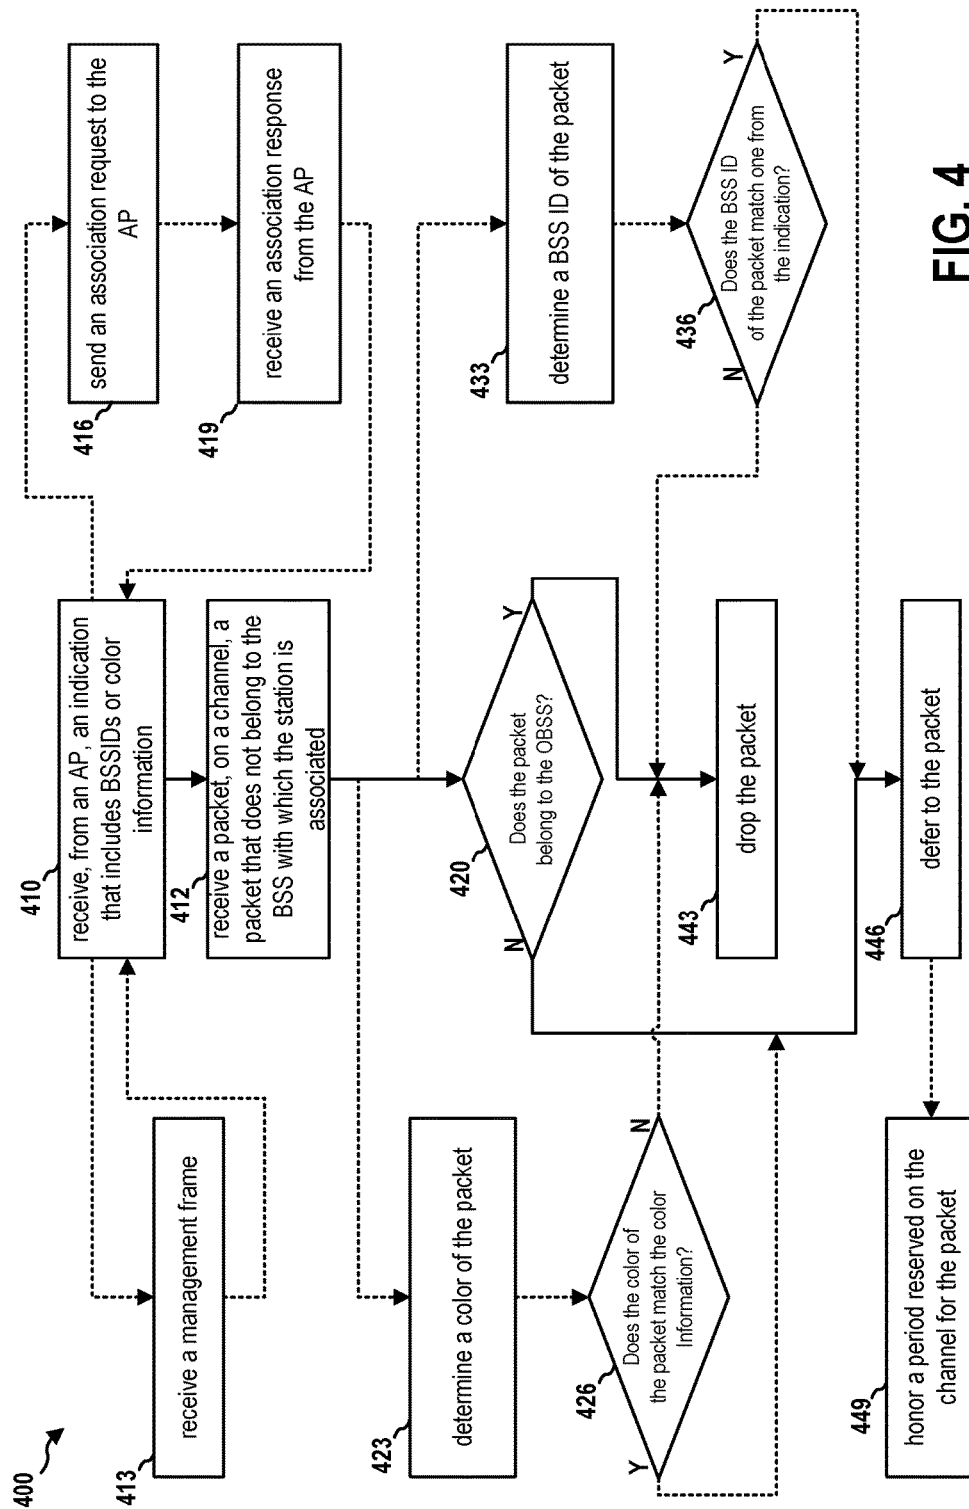 400
410
receive, from an AP, an indication
that includes BSSIDs or color
information
413
receive a management frame
416
send an association request to the
AP
419
receive an association response
from the AP
412
receive a packet, on a channel, a
packet that does not belong to the
BSS with which the station is
associated
423
determine a color of the packet
433
determine a BSS ID of the packet
420
Does the packet
belong to the OBSS?
N
Y
426
Does the color of
the packet match the color
Information?
Y
N
436
Does the BSS ID
of the packet match one from
the indication?
N
Y
443
drop the packet
446
defer to the packet
449
honor a period reserved on the
channel for the packet
FIG. 4